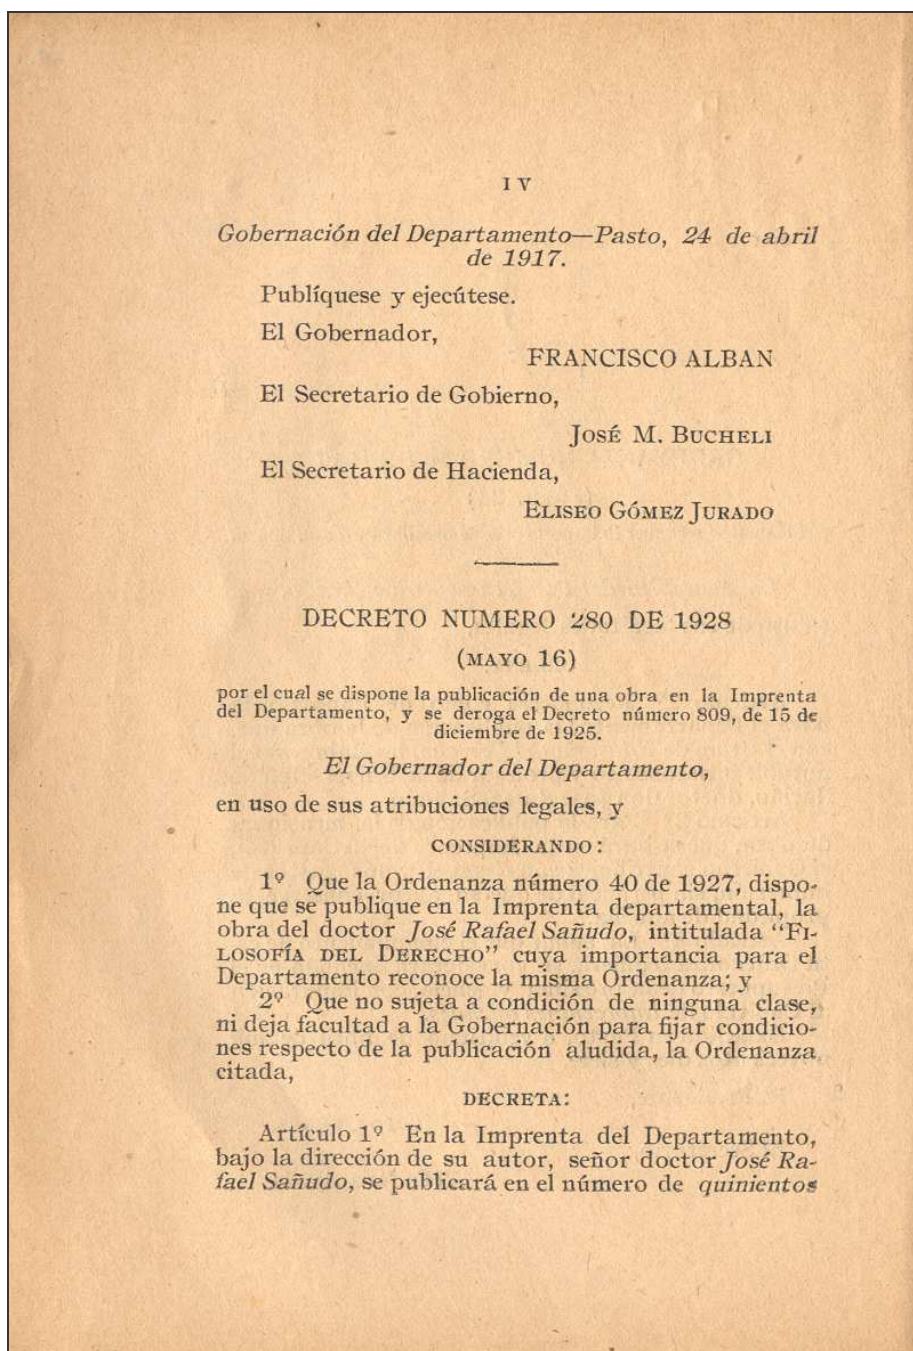 IV
Gobernación del Departamento—Pasto, 24 de abril
de 1917.
Publíquese y ejecútese.
El Gobernador,
FRANCISCO ALBAN
El Secretario de Gobierno,
JOSÉ M. BUCHELI
El Secretario de Hacienda,
ELISEO GÓMEZ JURADO
DECRETO NUMERO 280 DE 1928
(MAYO 16)
por el cual se dispone la publicación de una obra en la Imprenta
del Departamento, y se deroga el Decreto número 809, de 15 de
diciembre de 1925.
El Gobernador del Departamento,
en uso de sus atribuciones legales, y
CONSIDERANDO:
1º Que la Ordenanza número 40 de 1927, dispo-
ne que se publique en la Imprenta departamental, la
obra del doctor José Rafael Sañudo, intitulada "FI-
LOSOFÍA DEL DERECHO" cuya importancia para el
Departamento reconoce la misma Ordenanza; y
2º Que no sujeta a condición de ninguna clase,
ni deja facultad a la Gobernación para fijar condicio-
nes respecto de la publicación aludida, la Ordenanza
citada,
DECRETA:
Artículo 1º En la Imprenta del Departamento,
bajo la dirección de su autor, señor doctor José Ra-
fael Sañudo, se publicará en el número de quinientos